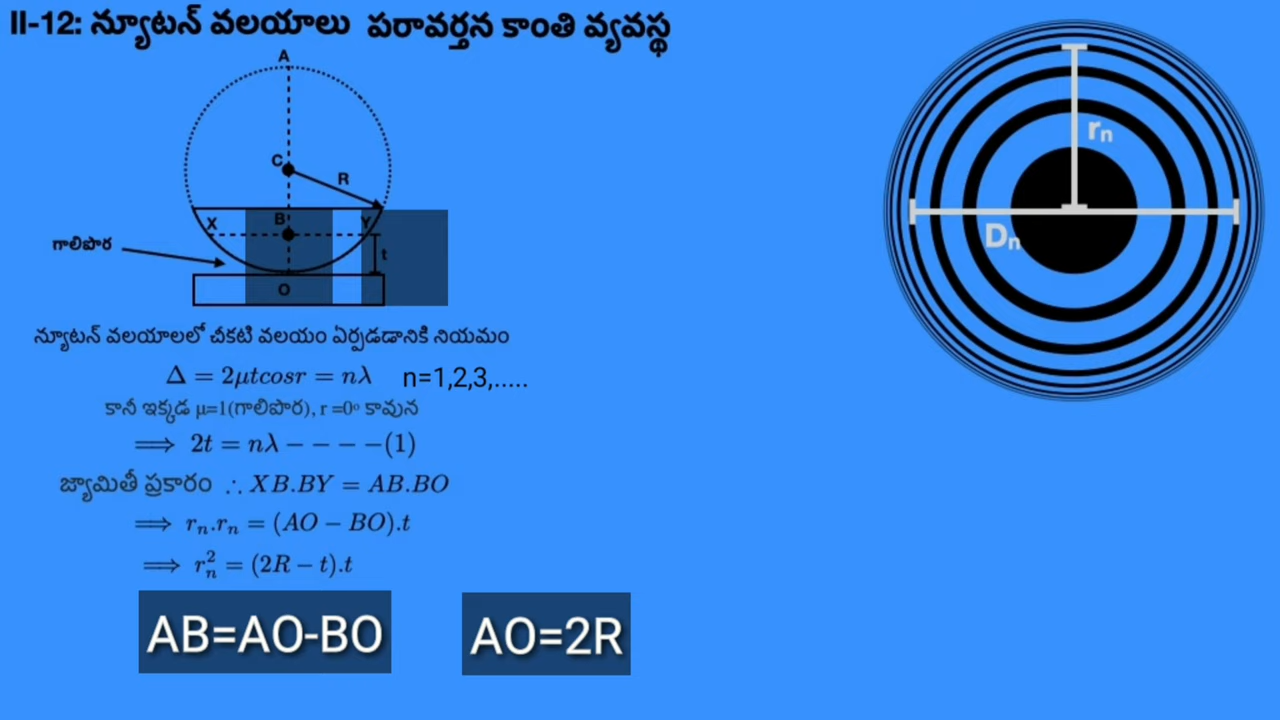 II-12: న్యూటన్ వలయాలు పరావర్తన కాంతి వ్యవస్థ
A
C
R
X B Y
గాలిపొర
t
O
rₙ
Dₙ
న్యూటన్ వలయాలలో చీకటి వలయం ఏర్పడడానికి నియమం
Δ = 2μtcosr = nλ n=1,2,3,.....
కానీ ఇక్కడ μ=1(గాలిపొర), r =0° కావున
⟹ 2t = nλ − − − −(1)
జ్యామితీ ప్రకారం ∴ XB.BY = AB.BO
⟹ rₙ.rₙ = (AO − BO).t
⟹ rₙ² = (2R − t).t
AB=AO-BO AO=2R